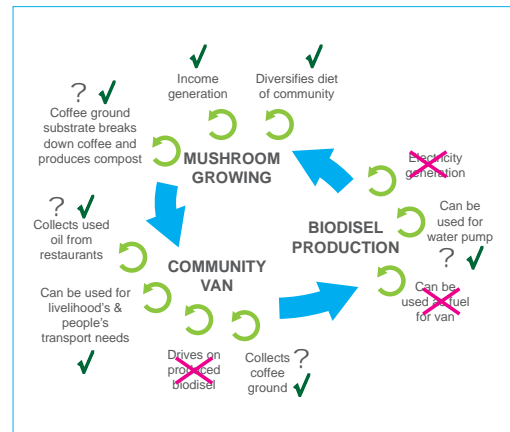 Income
generation
Diversifies diet
of community
?
Coffee ground
substrate breaks
down coffee and
produces compost
MUSHROOM
GROWING
Electricity
generation
Can be
used for
water pump
?
Can be
used as fuel
for van
BIODISEL
PRODUCTION
?
Collects used
oil from
restaurants
COMMUNITY
VAN
Can be used for
livelihood's &
people's
transport needs
Drives on
produced
biodisel
Collects ?
coffee
ground